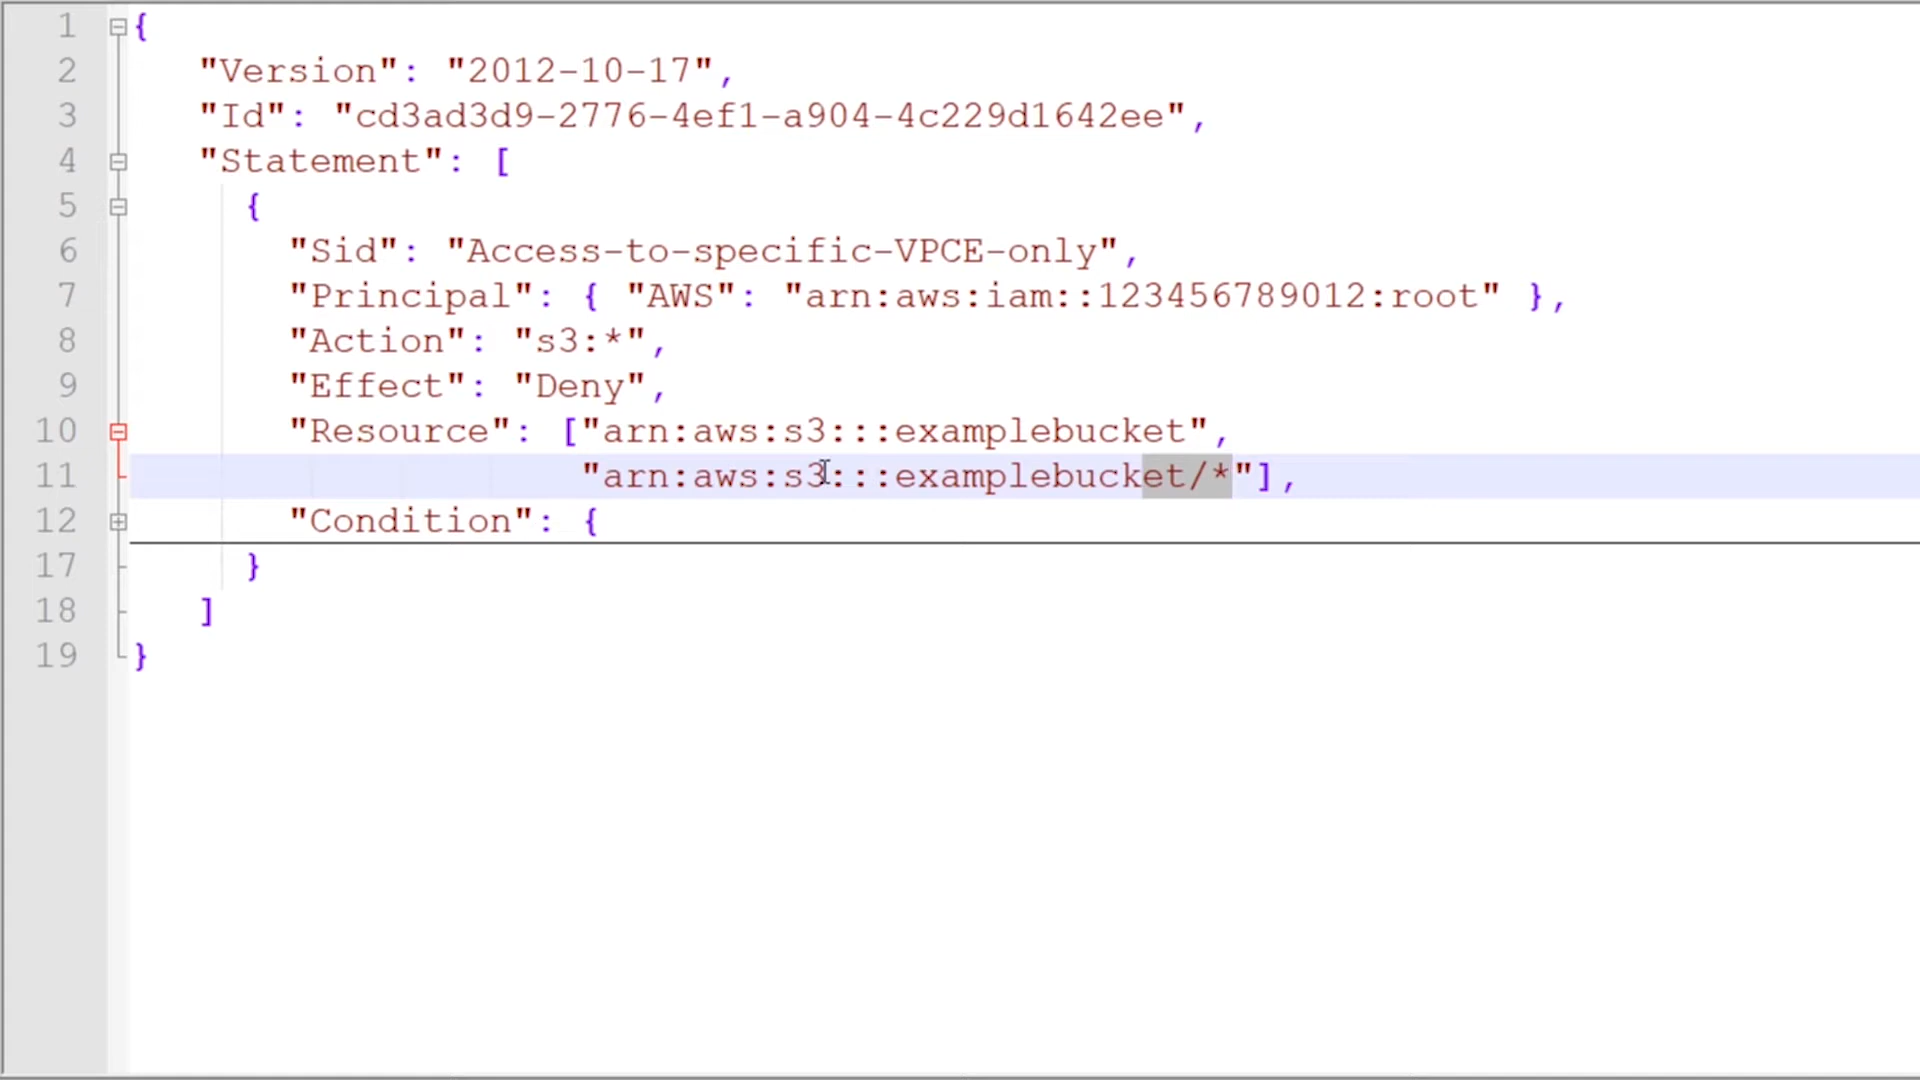 1 {
2 "Version": "2012-10-17",
3 "Id": "cd3ad3d9-2776-4ef1-a904-4c229d1642ee",
4 "Statement": [
5 {
6 "Sid": "Access-to-specific-VPCE-only",
7 "Principal": { "AWS": "arn:aws:iam::123456789012:root" },
8 "Action": "s3:*",
9 "Effect": "Deny",
10 "Resource": ["arn:aws:s3:::examplebucket",
11 "arn:aws:s3:::examplebucket/*"],
12 "Condition": {
17 }
18 ]
19 }